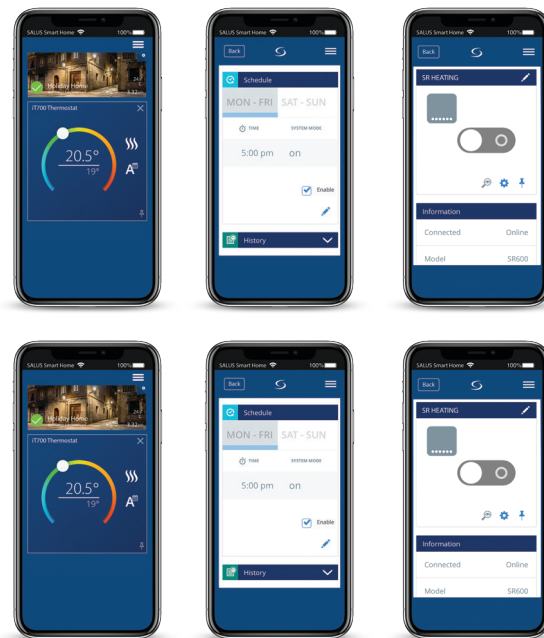 SALUS Smart Home 100%
Holiday Home
iT700 Thermostat
20.5°
19°
A
SALUS Smart Home 100%
Back
Schedule
MON - FRI SAT - SUN
TIME SYSTEM MODE
5:00 pm on
Enable
History
SALUS Smart Home 100%
Back
SR HEATING
Information
Connected Online
Model SR600
SALUS Smart Home 100%
Holiday Home
iT700 Thermostat
20.5°
19°
A
SALUS Smart Home 100%
Back
Schedule
MON - FRI SAT - SUN
TIME SYSTEM MODE
5:00 pm on
Enable
History
SALUS Smart Home 100%
Back
SR HEATING
Information
Connected Online
Model SR600